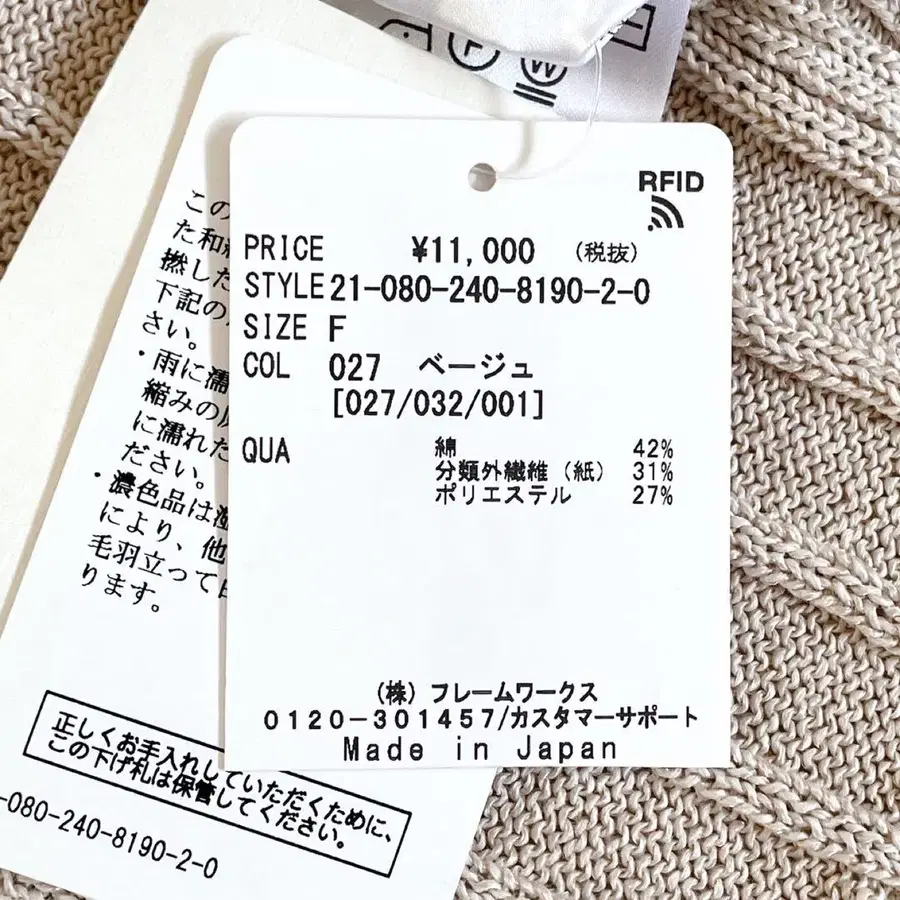 RFID
PRICE ¥11,000 (税抜)
STYLE 21-080-240-8190-2-0
SIZE F
COL 027 ベージュ
[027/032/001]
QUA 綿 42%
分類外繊維 (紙) 31%
ポリエステル 27%
(株) フレームワークス
0120-301457/カスタマーサポート
Made in Japan
この
た和
撚した
下記の
さい。
・雨に濡
縮みの
に濡れた
ださい。
・濃色品は
により、他
毛羽立って
ります。
正しくお手入れしていただくために、
この下げ札は保管してください。
-080-240-8190-2-0
W